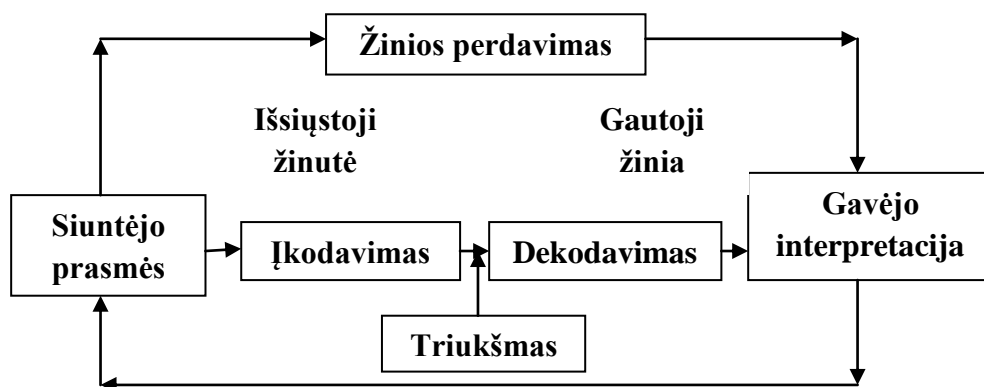 Žinios perdavimas
Išsiųstoji
žinutė
Gautoji
žinia
Siuntėjo
prasmės
Įkodavimas
Dekodavimas
Gavėjo
interpretacija
Triukšmas